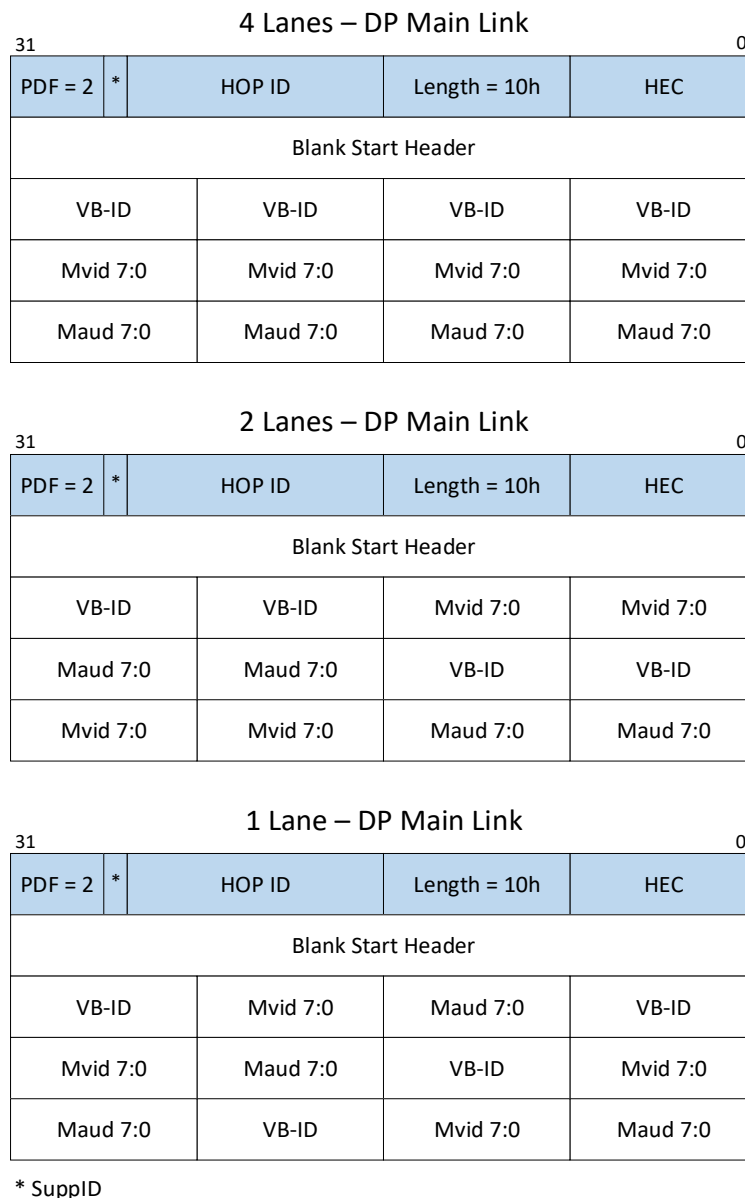 4 Lanes – DP Main Link
31 0
PDF = 2 * HOP ID Length = 10h HEC
Blank Start Header
VB-ID VB-ID VB-ID VB-ID
Mvid 7:0 Mvid 7:0 Mvid 7:0 Mvid 7:0
Maud 7:0 Maud 7:0 Maud 7:0 Maud 7:0
2 Lanes – DP Main Link
31 0
PDF = 2 * HOP ID Length = 10h HEC
Blank Start Header
VB-ID VB-ID Mvid 7:0 Mvid 7:0
Maud 7:0 Maud 7:0 VB-ID VB-ID
Mvid 7:0 Mvid 7:0 Maud 7:0 Maud 7:0
1 Lane – DP Main Link
31 0
PDF = 2 * HOP ID Length = 10h HEC
Blank Start Header
VB-ID Mvid 7:0 Maud 7:0 VB-ID
Mvid 7:0 Maud 7:0 VB-ID Mvid 7:0
Maud 7:0 VB-ID Mvid 7:0 Maud 7:0
* SuppID